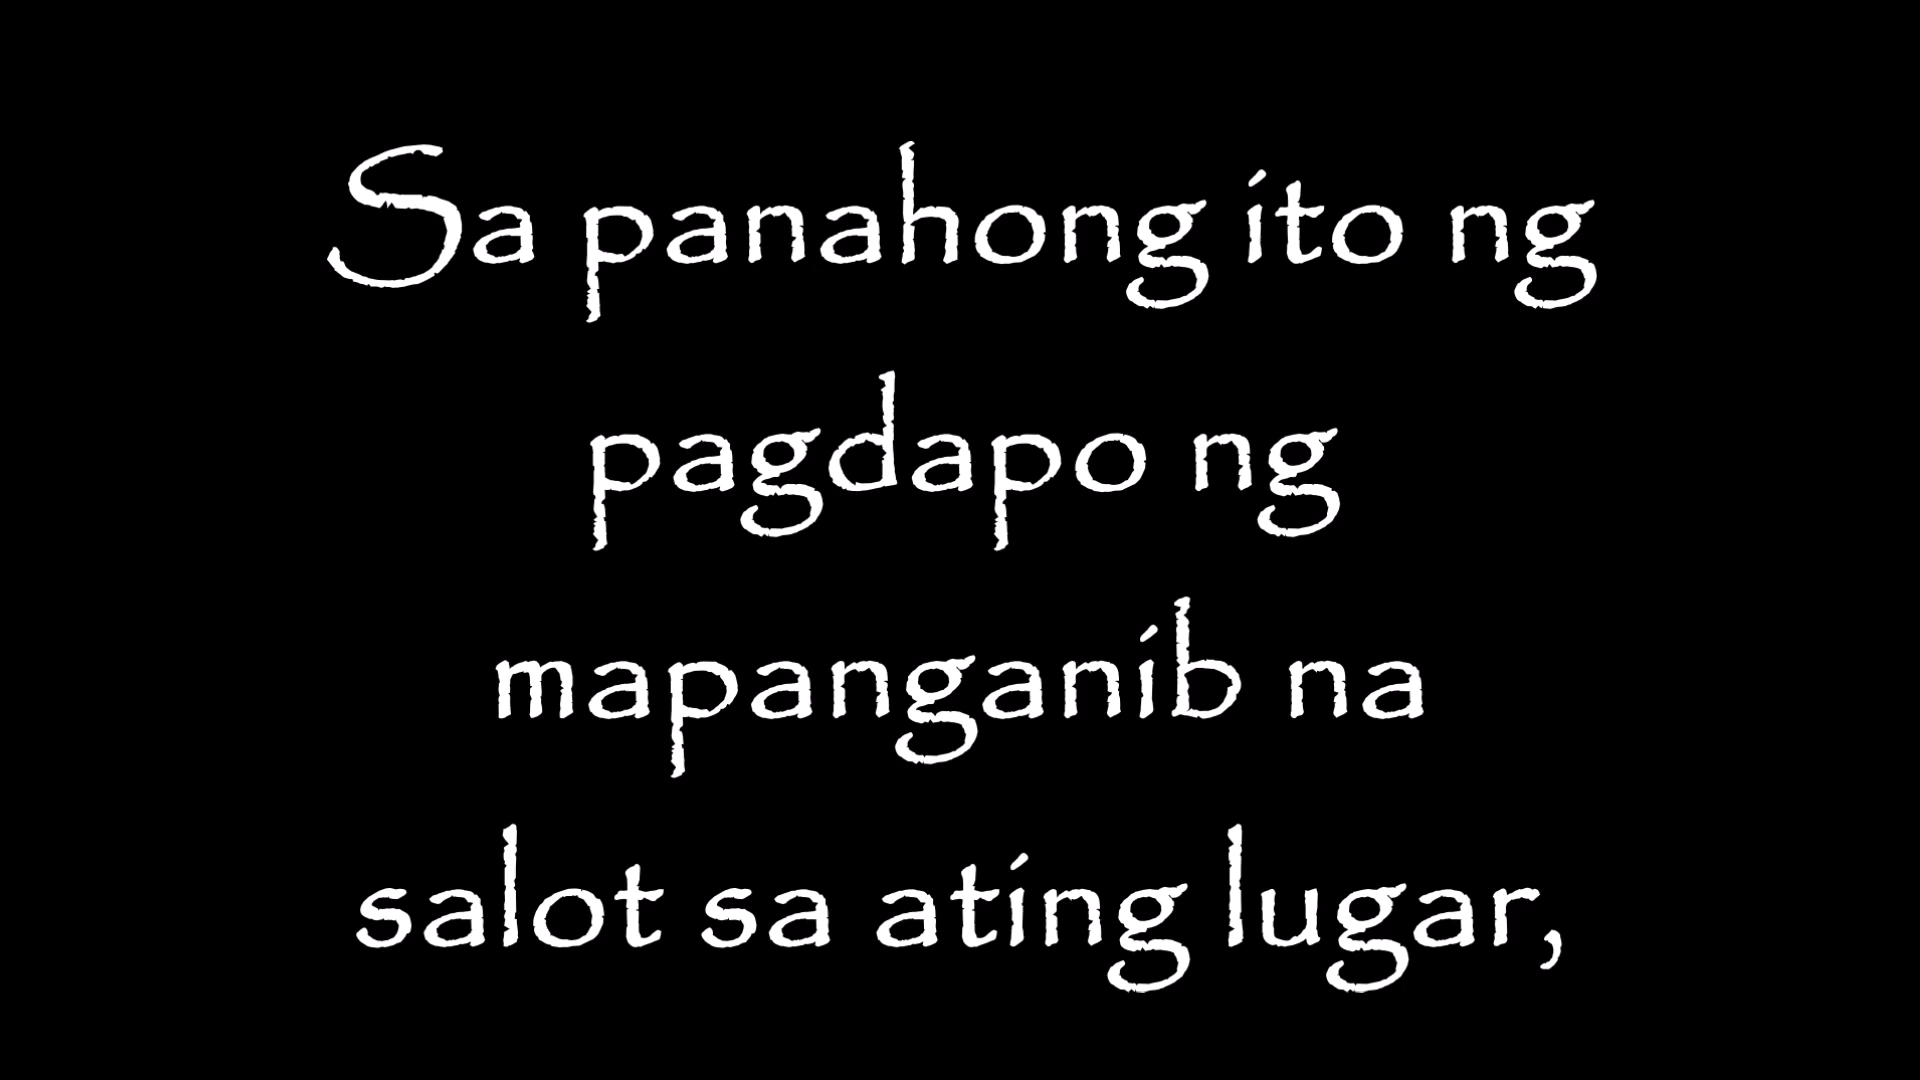 Sa panahong ito ng
pagdapo ng
mapanganib na
salot sa ating lugar,